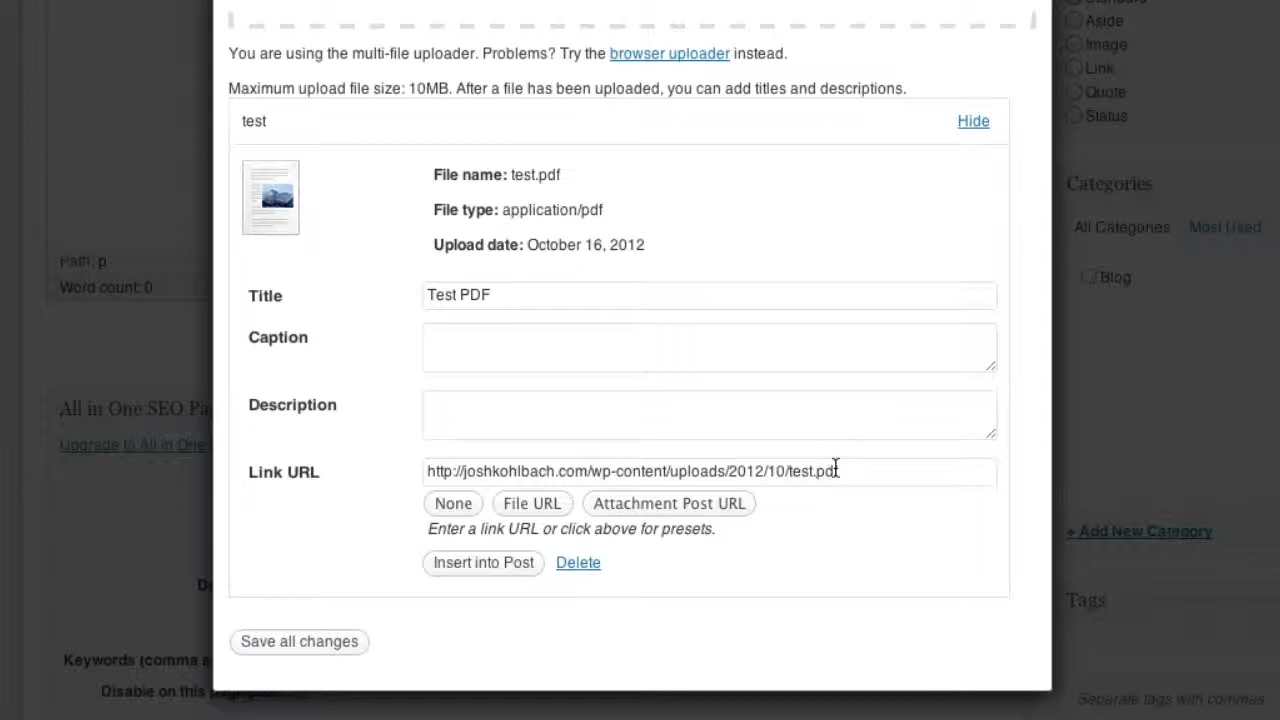 You are using the multi-file uploader. Problems? Try the browser uploader instead.
Maximum upload file size: 10MB. After a file has been uploaded, you can add titles and descriptions.
test
Hide
File name: test.pdf
File type: application/pdf
Upload date: October 16, 2012
Title
Test PDF
Caption
Description
Link URL
http://joshkohlbach.com/wp-content/uploads/2012/10/test.pdf
None
File URL
Attachment Post URL
Enter a link URL or click above for presets.
Insert into Post
Delete
Save all changes
Path: p
Word count: 0
All in One SEO Pa
Upgrade to All in One
Keywords (comma s
Disable on this
Aside
Image
Link
Quote
Status
Categories
All Categories
Most Used
Blog
+ Add New Category
Tags
Separate tags with commas